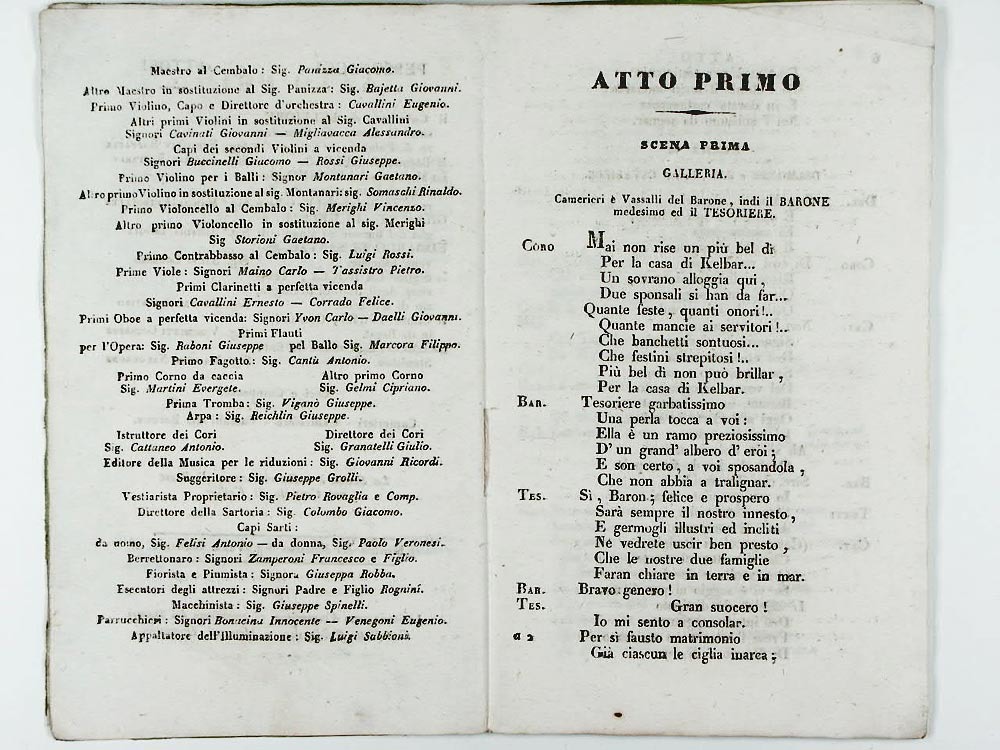 Maestro al Cembalo: Sig. Panizza Giacomo.
Altro Maestro in sostituzione al Sig. Panizza: Sig. Bajetta Giovanni.
Primo Violino, Capo e Direttore d'orchestra: Cavallini Eugenio.
Altri primi Violini in sostituzione al Sig. Cavallini
Signori Cavinati Giovanni — Migliavacca Alessandro.
Capi dei secondi Violini a vicenda
Signori Buccinelli Giacomo — Rossi Giuseppe.
Primo Violino per i Balli: Signor Montanari Gaetano.
Altro primo Violino in sostituzione al sig. Montanari: sig. Somaschi Rinaldo.
Primo Violoncello al Cembalo: Sig. Merighi Vincenzo.
Altro primo Violoncello in sostituzione al sig. Merighi
Sig Storioni Gaetano.
Primo Contrabbasso al Cembalo: Sig. Luigi Rossi.
Prime Viole: Signori Maino Carlo — Tassistro Pietro.
Primi Clarinetti a perfetta vicenda
Signori Cavallini Ernesto — Corrado Felice.
Primi Oboe a perfetta vicenda: Signori Yvon Carlo — Daelli Giovanni.
Primi Flauti
per l'Opera: Sig. Raboni Giuseppe pel Ballo Sig. Marcora Filippo.
Primo Fagotto: Sig. Cantù Antonio.
Primo Corno da caccia Altro primo Corno
Sig. Martini Evergete. Sig. Gelmi Cipriano.
Prima Tromba: Sig. Viganò Giuseppe.
Arpa: Sig. Reichlin Giuseppe.
Istruttore dei Cori Direttore dei Cori
Sig. Cattaneo Antonio. Sig. Granatelli Giulio.
Editore della Musica per le riduzioni: Sig. Giovanni Ricordi.
Suggeritore: Sig. Giuseppe Grolli.
Vestiarista Proprietario: Sig. Pietro Rovaglia e Comp.
Direttore della Sartoria: Sig. Colombo Giacomo.
Capi Sarti:
da uomo, Sig. Felisi Antonio — da donna, Sig. Paolo Veronesi.
Berrettonaro: Signori Zamperoni Francesco e Figlio.
Fiorista e Piumista: Signora Giuseppa Robba.
Esecutori degli attrezzi: Signori Padre e Figlio Rognini.
Macchinista: Sig. Giuseppe Spinelli.
Parrucchieri: Signori Bonacina Innocente — Venegoni Eugenio.
Appaltatore dell'Illuminazione: Sig. Luigi Sabbioni.
ATTO PRIMO
SCENA PRIMA
GALLERIA.
Camerieri è Vassalli del Barone, indi il BARONE
medesimo ed il TESORIERE.
CORO Mai non rise un più bel dì
Per la casa di Kelbar...
Un sovrano alloggia qui,
Due sponsali si han da far...
Quante feste, quanti onori!..
Quante mancie ai servitori!..
Che banchetti sontuosi...
Che festini strepitosi!..
Più bel dì non può brillar,
Per la casa di Kelbar.
BAR. Tesoriere garbatissimo
Una perla tocca a voi:
Ella è un ramo preziosissimo
D'un grand'albero d'eroi;
E son certo, a voi sposandola,
Che non abbia a tralignar.
TES. Sì, Baron; felice e prospero
Sarà sempre il nostro innesto,
E germogli illustri ed incliti
Ne vedrete uscir ben presto,
Che le nostre due famiglie
Faran chiare in terra e in mar.
BAR. Bravo genero!
TES. Gran suocero!
Io mi sento a consolar.
a 2 Per sì fausto matrimonio
Già ciascun le ciglia inarca;